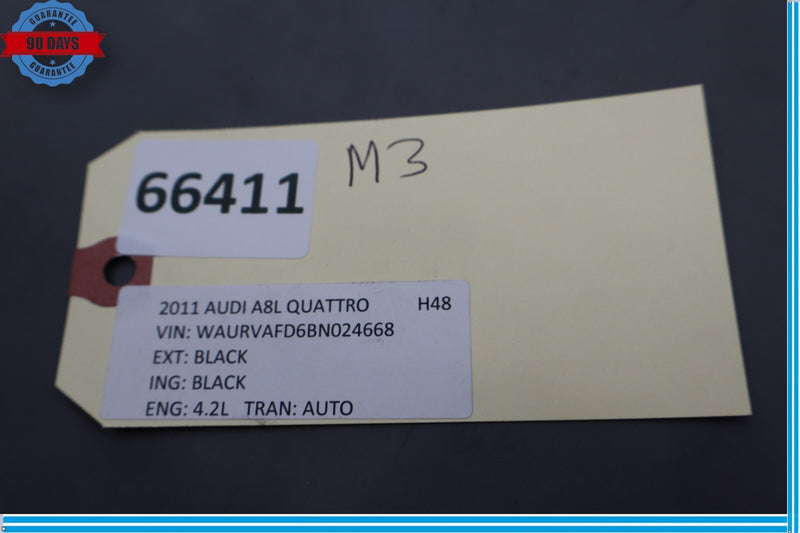 GUARANTEE
90 DAYS
GUARANTEE
66411
M3
2011 AUDI A8L QUATTRO H48
VIN: WAURVAFD6BN024668
EXT: BLACK
ING: BLACK
ENG: 4.2L TRAN: AUTO